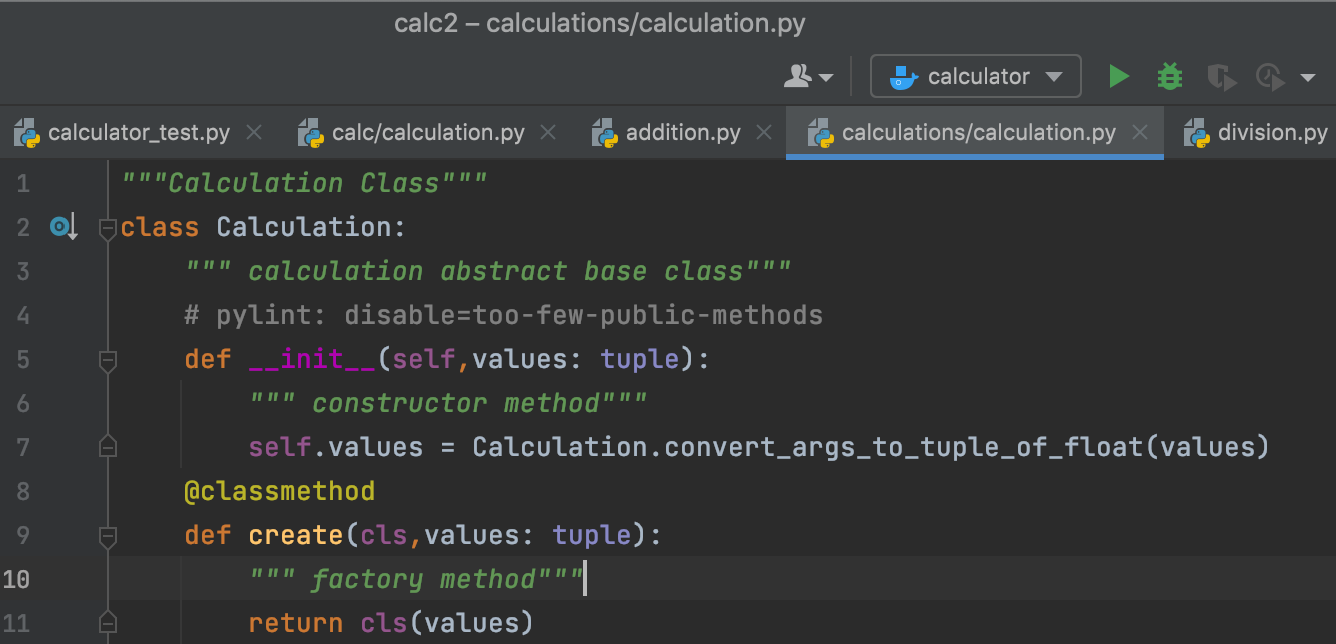 calc2 – calculations/calculation.py
calculator
calculator_test.py calc/calculation.py addition.py calculations/calculation.py division.py
1 """Calculation Class"""
2 class Calculation:
3 """ calculation abstract base class"""
4 # pylint: disable=too-few-public-methods
5 def __init__(self,values: tuple):
6 """ constructor method"""
7 self.values = Calculation.convert_args_to_tuple_of_float(values)
8 @classmethod
9 def create(cls,values: tuple):
10 """ factory method"""
11 return cls(values)